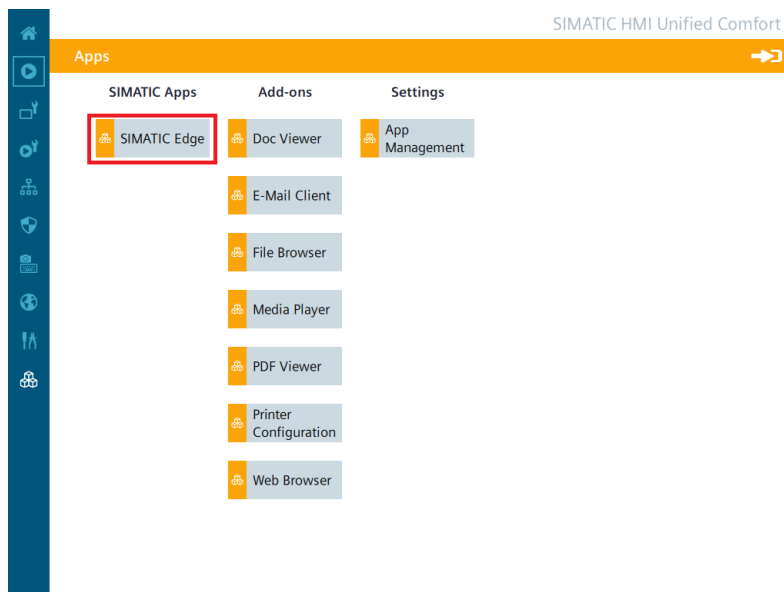 SIMATIC HMI Unified Comfort
Apps
SIMATIC Apps
Add-ons
Settings
SIMATIC Edge
Doc Viewer
App
Management
E-Mail Client
File Browser
Media Player
PDF Viewer
Printer
Configuration
Web Browser